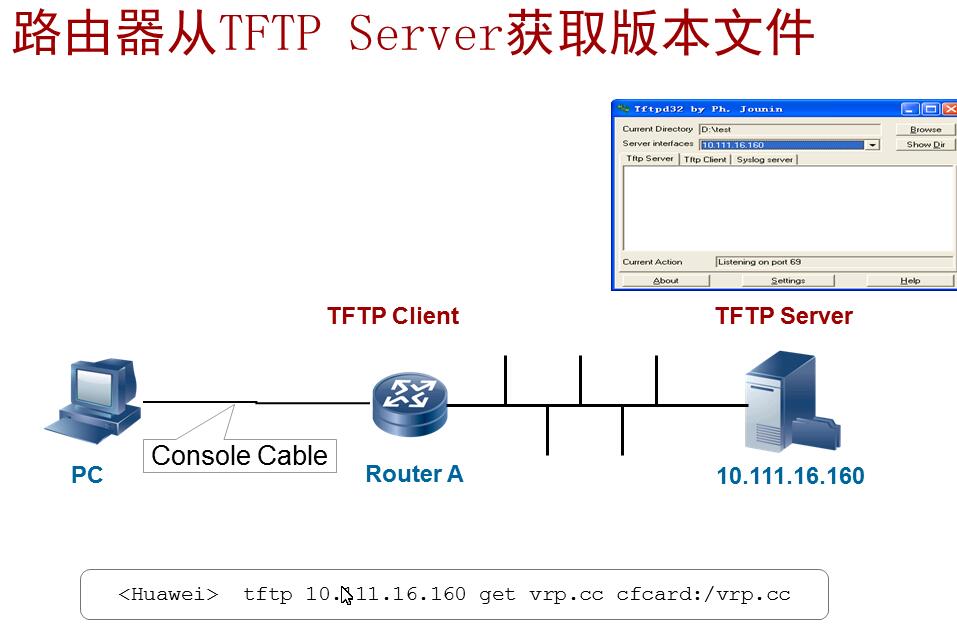 路由器从TFTP Server获取版本文件
Tftpd32 by Ph. Jounin
Current Directory D:\test Browse
Server interfaces 10.111.16.160 Show Dir
Tftp Server Tftp Client Syslog server
Current Action Listening on port 69
About Settings Help
TFTP Client TFTP Server
Console Cable
PC Router A 10.111.16.160
<Huawei> tftp 10.111.16.160 get vrp.cc cfcard:/vrp.cc